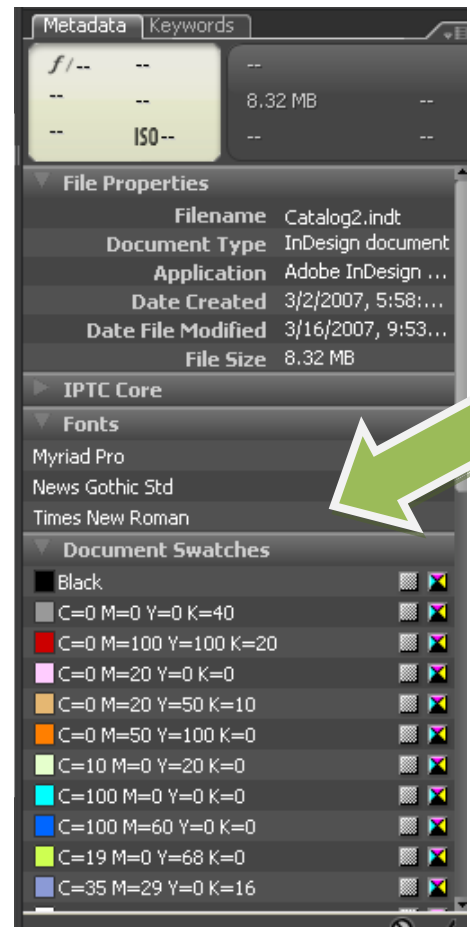 Metadata Keywords
f/-- -- --
-- -- 8.32 MB --
-- ISO-- -- --
File Properties
Filename Catalog2.indt
Document Type InDesign document
Application Adobe InDesign ...
Date Created 3/2/2007, 5:58:...
Date File Modified 3/16/2007, 9:53...
File Size 8.32 MB
IPTC Core
Fonts
Myriad Pro
News Gothic Std
Times New Roman
Document Swatches
Black
C=0 M=0 Y=0 K=40
C=0 M=100 Y=100 K=20
C=0 M=20 Y=0 K=0
C=0 M=20 Y=50 K=10
C=0 M=50 Y=100 K=0
C=10 M=0 Y=20 K=0
C=100 M=0 Y=0 K=0
C=100 M=60 Y=0 K=0
C=19 M=0 Y=68 K=0
C=35 M=29 Y=0 K=16